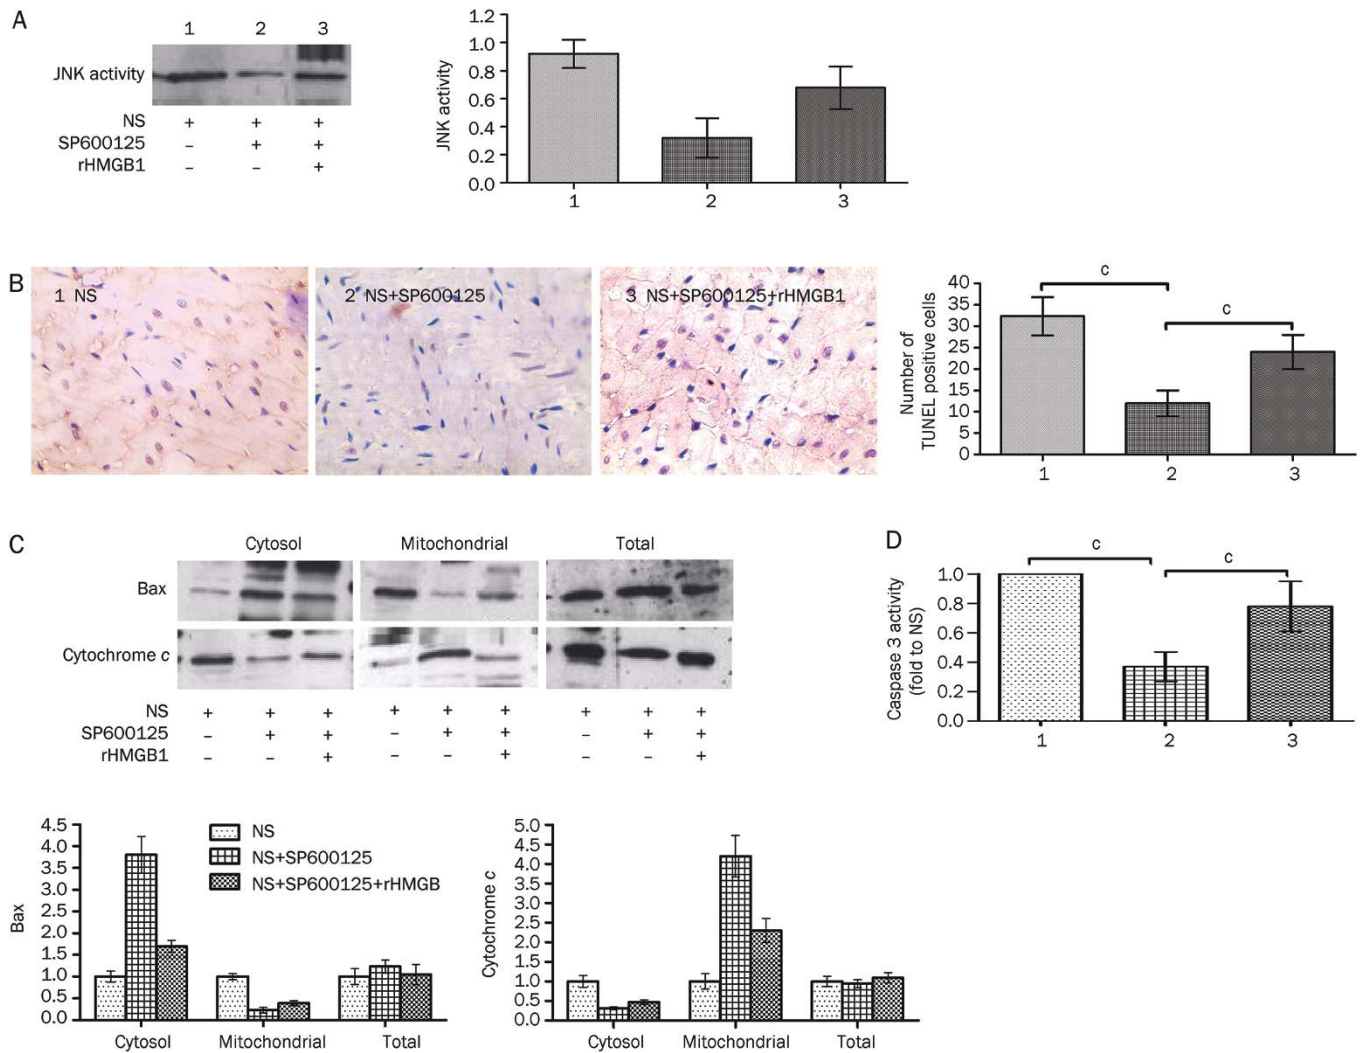 A
1 2 3
JNK activity
NS + + +
SP600125 – + +
rHMGB1 – – +
JNK activity
1.2
1.0
0.8
0.6
0.4
0.2
0.0
1 2 3
B
1 NS
2 NS+SP600125
3 NS+SP600125+rHMGB1
Number of
TUNEL positive cells
40
35
30
25
20
15
10
5
0
c
c
1 2 3
C
Cytosol Mitochondrial Total
Bax
Cytochrome c
NS + + + + + + + + +
SP600125 – + + – + + – + +
rHMGB1 – – + – – + – – +
D
Caspase 3 activity
(fold to NS)
1.0
0.8
0.6
0.4
0.2
0.0
c
c
1 2 3
Bax
4.5
4.0
3.5
3.0
2.5
2.0
1.5
1.0
0.5
0.0
NS
NS+SP600125
NS+SP600125+rHMGB
Cytosol Mitochondrial Total
Cytochrome c
5.0
4.5
4.0
3.5
3.0
2.5
2.0
1.5
1.0
0.5
0.0
Cytosol Mitochondrial Total